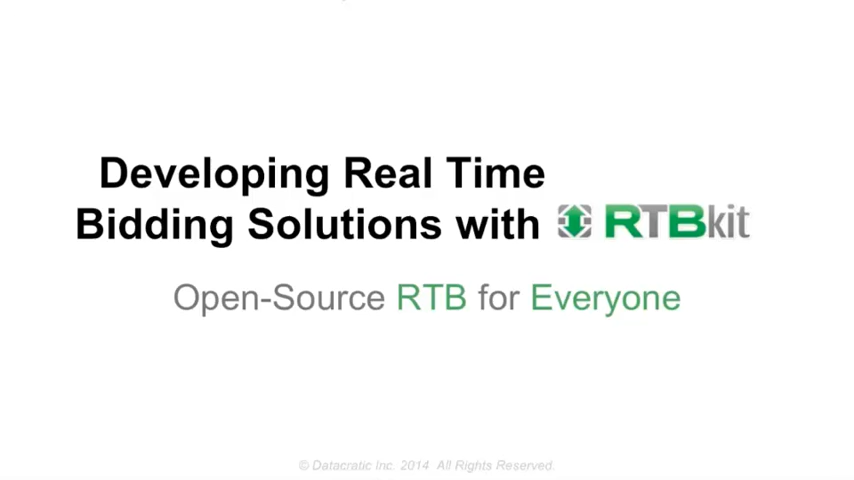 Developing Real Time
Bidding Solutions with RTBkit
Open-Source RTB for Everyone
© Datacratic Inc. 2014 All Rights Reserved.